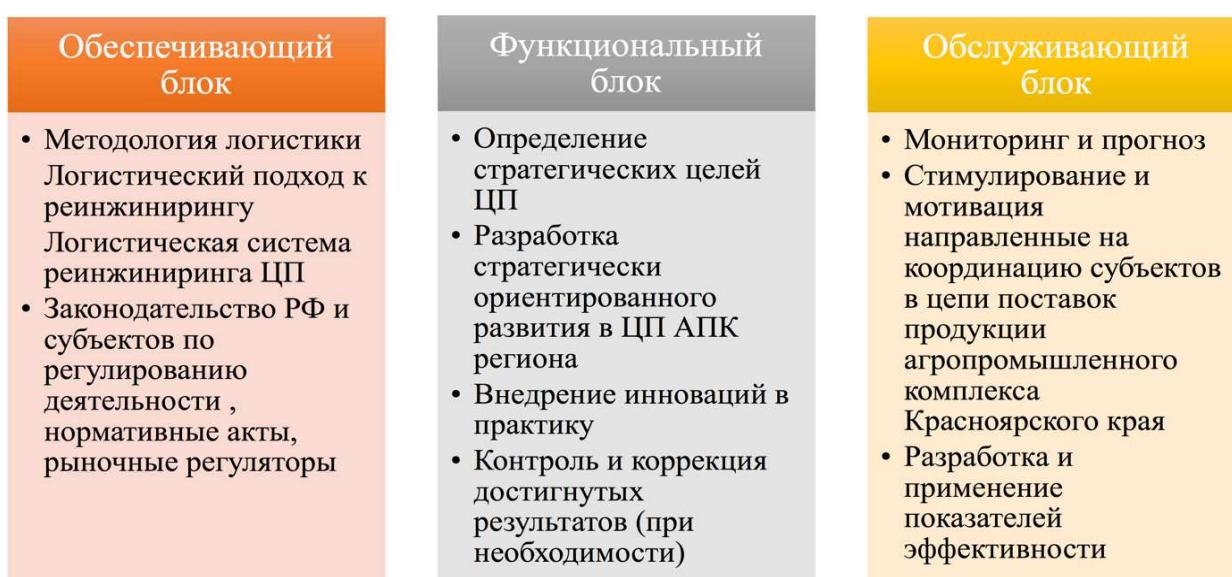 Обеспечивающий
блок
• Методология логистики
Логистический подход к
реинжинирингу
Логистическая система
реинжиниринга ЦП
• Законодательство РФ и
субъектов по
регулированию
деятельности ,
нормативные акты,
рыночные регуляторы
Функциональный
блок
• Определение
стратегических целей
ЦП
• Разработка
стратегически
ориентированного
развития в ЦП АПК
региона
• Внедрение инноваций в
практику
• Контроль и коррекция
достигнутых
результатов (при
необходимости)
Обслуживающий
блок
• Мониторинг и прогноз
• Стимулирование и
мотивация
направленные на
координацию субъектов
в цепи поставок
продукции
агропромышленного
комплекса
Красноярского края
• Разработка и
применение
показателей
эффективности